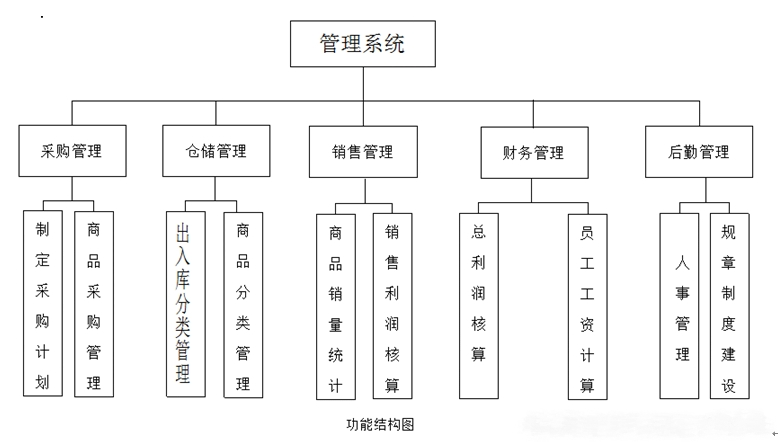 管理系统
采购管理
仓储管理
销售管理
财务管理
后勤管理
制定采购计划
商品采购管理
出入库分类管理
商品分类管理
商品销量统计
销售利润核算
总利润核算
员工工资计算
人事管理
规章制度建设
功能结构图